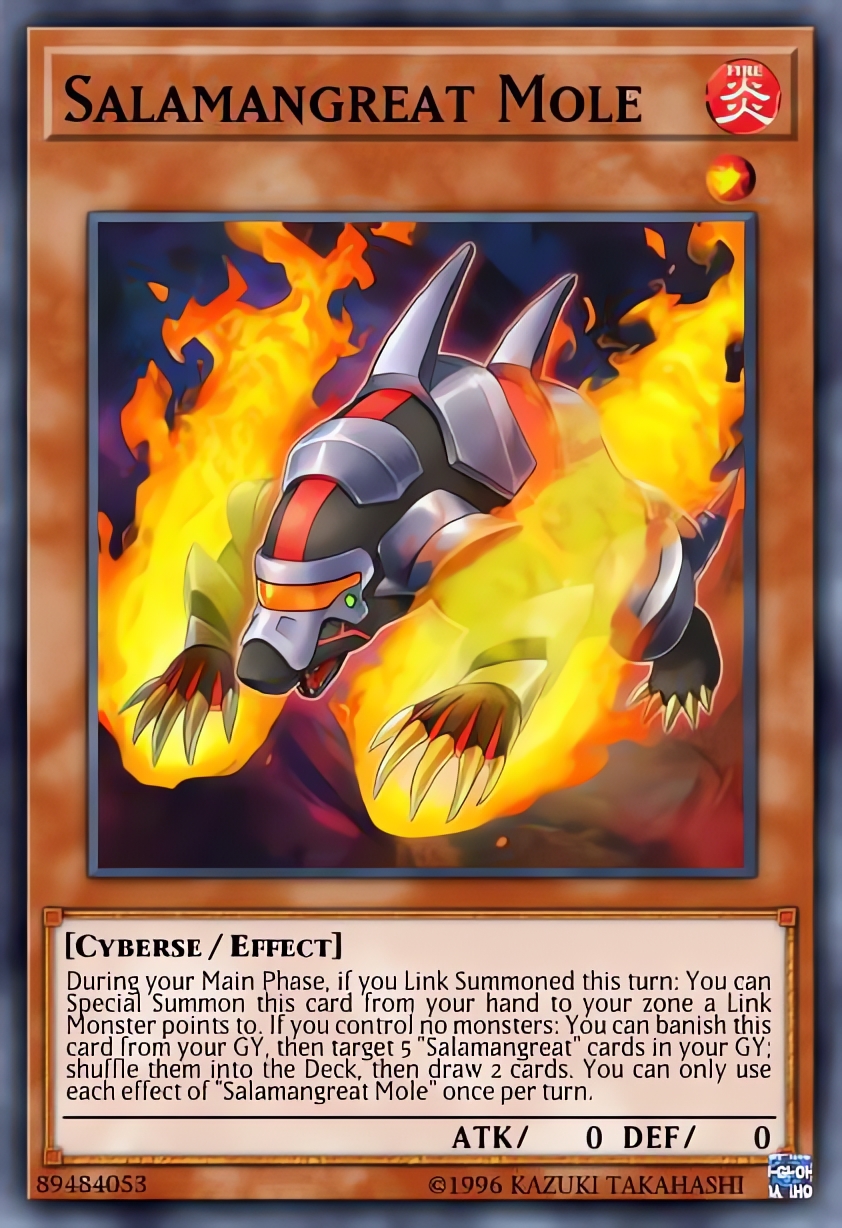 Salamangreat Mole
FIRE
炎
[Cyberse / Effect]
During your Main Phase, if you Link Summoned this turn: You can
Special Summon this card from your hand to your zone a Link
Monster points to. If you control no monsters: You can banish this
card from your GY, then target 5 "Salamangreat" cards in your GY;
shuffle them into the Deck, then draw 2 cards. You can only use
each effect of "Salamangreat Mole" once per turn.
ATK/ 0 DEF/ 0
89484053 ©1996 KAZUKI TAKAHASHI